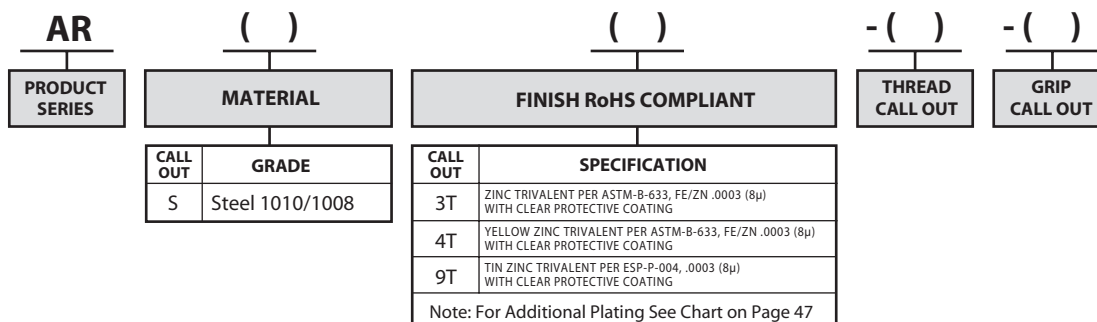 AR ( ) ( ) - ( ) - ( )
PRODUCT SERIES
MATERIAL
FINISH RoHS COMPLIANT
THREAD CALL OUT
GRIP CALL OUT
CALL OUT GRADE
S Steel 1010/1008
CALL OUT SPECIFICATION
3T ZINC TRIVALENT PER ASTM-B-633, FE/ZN .0003 (8µ)
WITH CLEAR PROTECTIVE COATING
4T YELLOW ZINC TRIVALENT PER ASTM-B-633, FE/ZN .0003 (8µ)
WITH CLEAR PROTECTIVE COATING
9T TIN ZINC TRIVALENT PER ESP-P-004, .0003 (8µ)
WITH CLEAR PROTECTIVE COATING
Note: For Additional Plating See Chart on Page 47